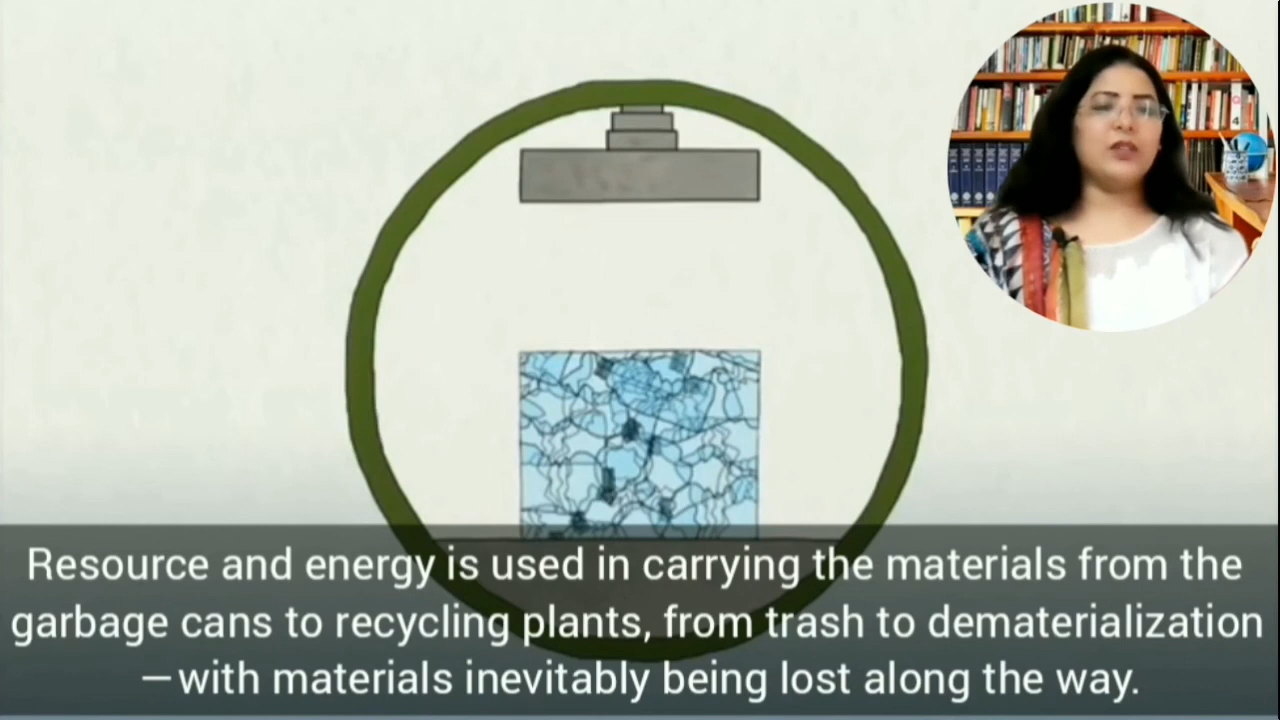 Resource and energy is used in carrying the materials from the
garbage cans to recycling plants, from trash to dematerialization
—with materials inevitably being lost along the way.